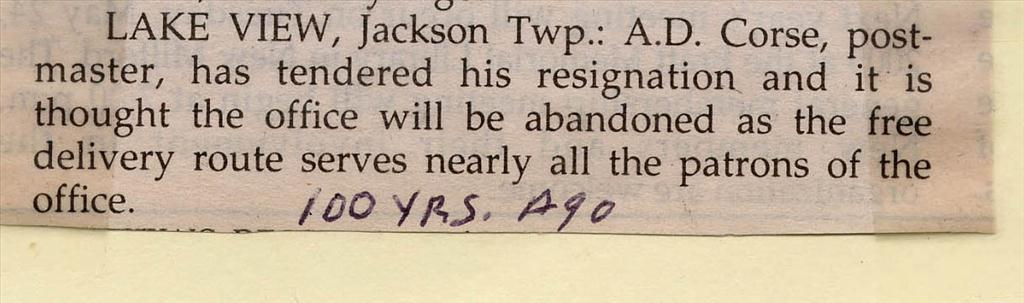 LAKE VIEW, Jackson Twp.: A.D. Corse, post-
master, has tendered his resignation and it is
thought the office will be abandoned as the free
delivery route serves nearly all the patrons of the
office. 100 YRS. AGO